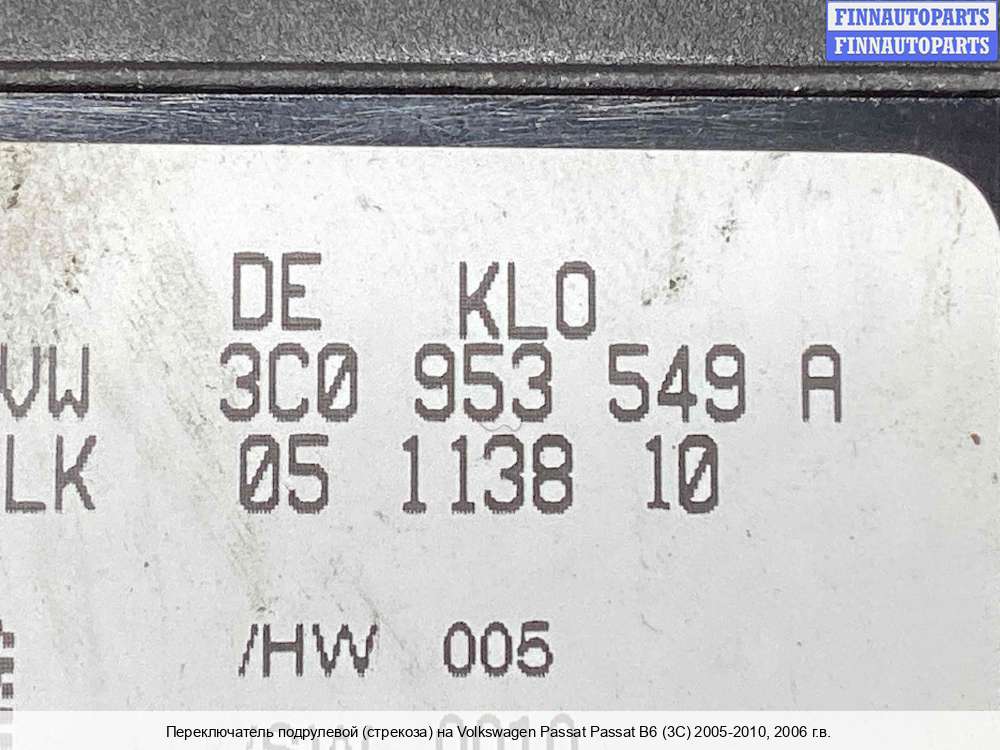 FINNAUTOPARTS
FINNAUTOPARTS
DE KLO
VW 3C0 953 549 A
LK 05 1138 10
/HW 005
Переключатель подрулевой (стрекоза) на Volkswagen Passat Passat B6 (3C) 2005-2010, 2006 г.в.